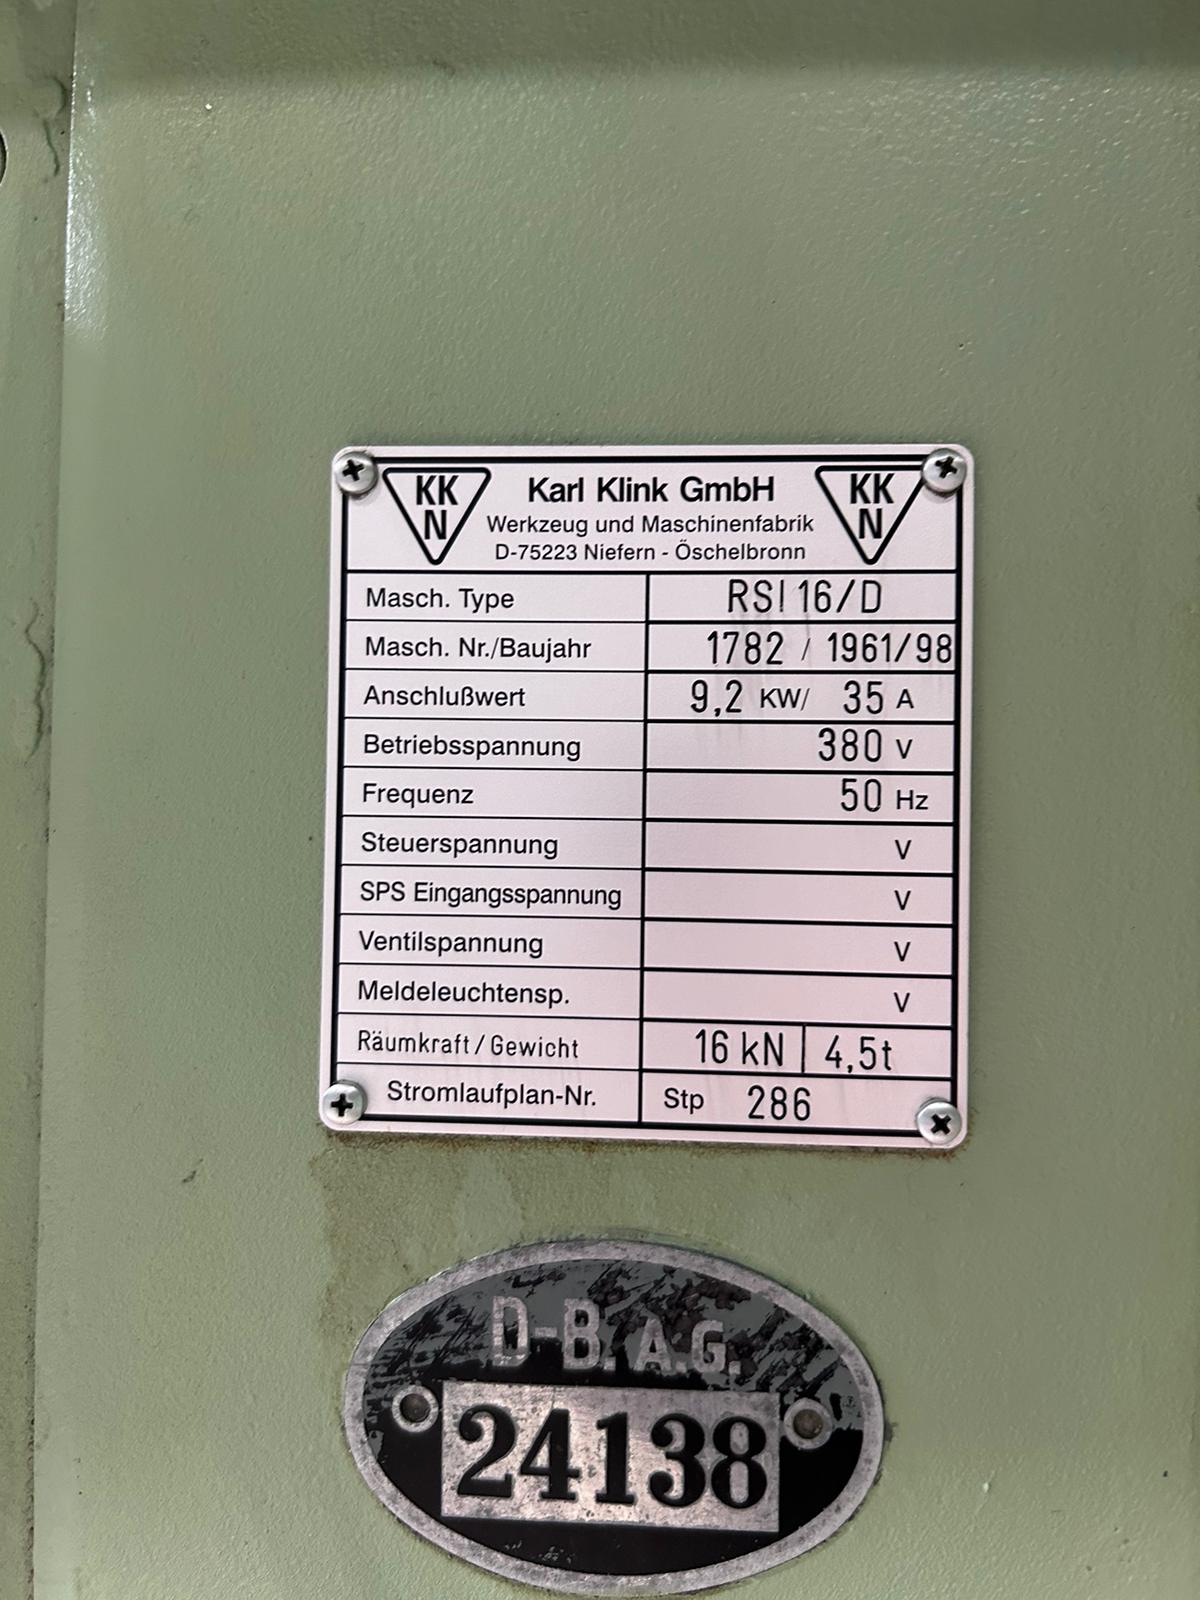 KK
N
Karl Klink GmbH
KK
N
Werkzeug und Maschinenfabrik
D-75223 Niefern - Öschelbronn
Masch. Type RSI 16/D
Masch. Nr./Baujahr 1782 / 1961/98
Anschlußwert 9,2 KW/ 35 A
Betriebsspannung 380 V
Frequenz 50 Hz
Steuerspannung V
SPS Eingangsspannung V
Ventilspannung V
Meldeleuchtensp. V
Räumkraft/Gewicht 16 kN 4,5t
Stromlaufplan-Nr. Stp 286
D-B.A.G.
24138